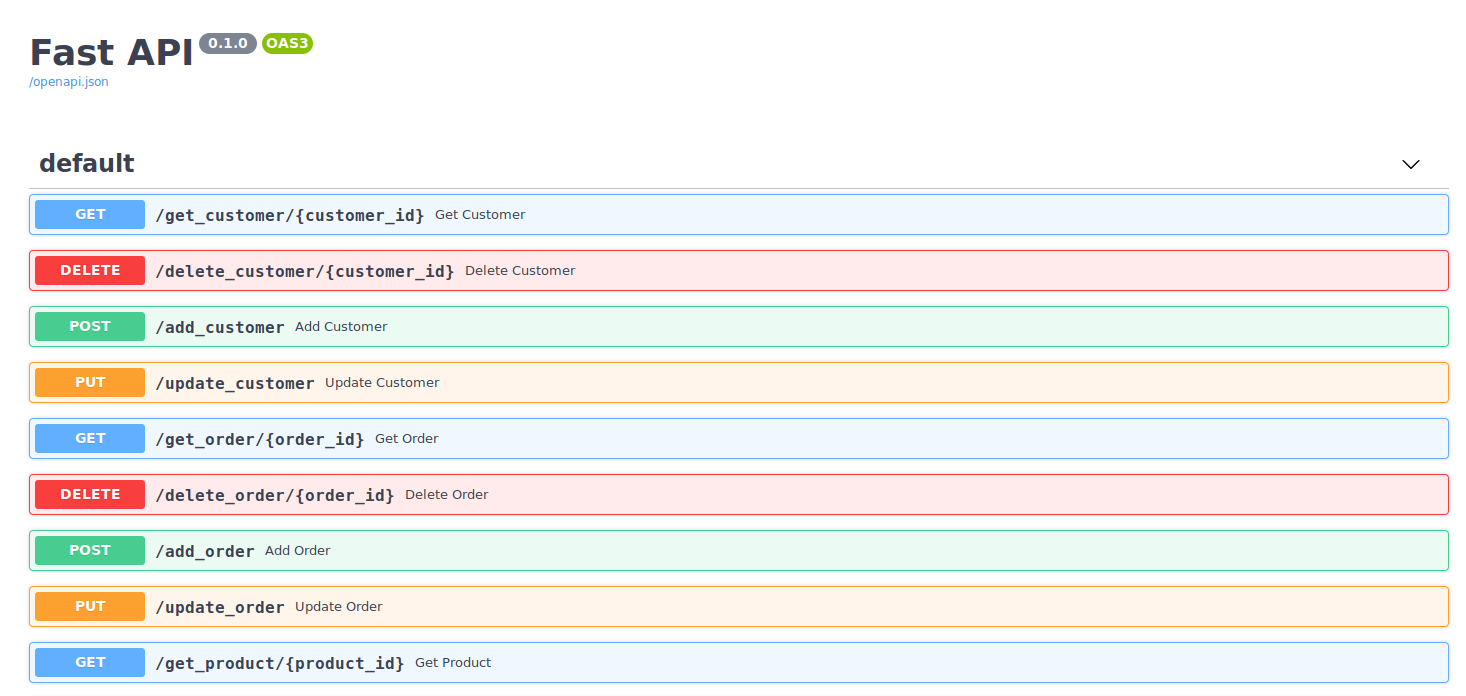 Fast API 0.1.0 OAS3
/openapi.json
default
GET /get_customer/{customer_id} Get Customer
DELETE /delete_customer/{customer_id} Delete Customer
POST /add_customer Add Customer
PUT /update_customer Update Customer
GET /get_order/{order_id} Get Order
DELETE /delete_order/{order_id} Delete Order
POST /add_order Add Order
PUT /update_order Update Order
GET /get_product/{product_id} Get Product